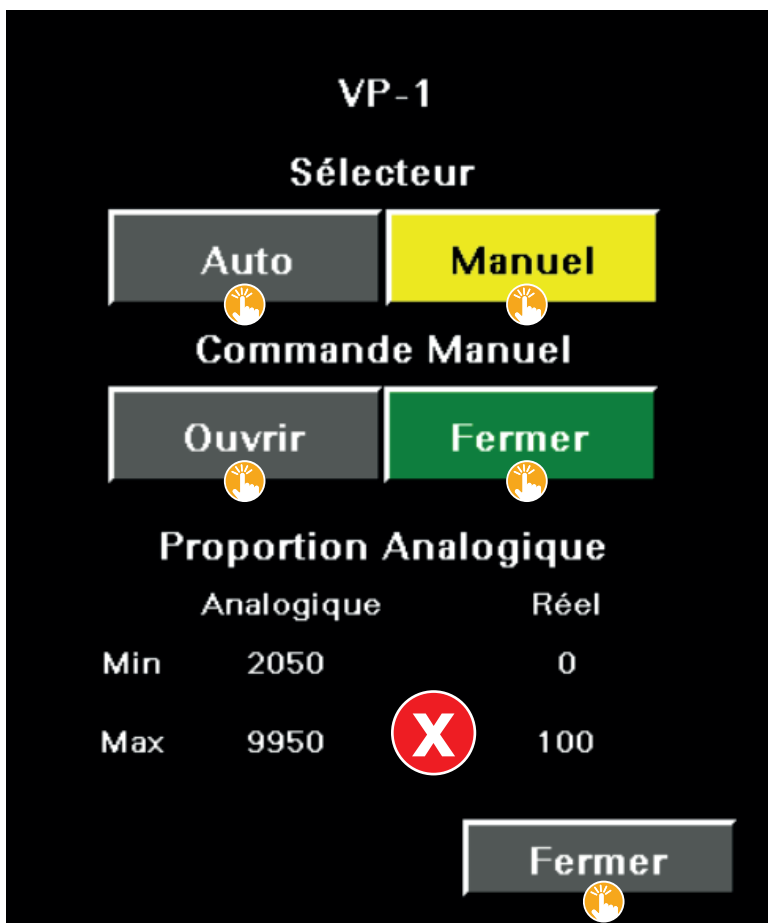 VP-1
Sélecteur
Auto Manuel
Commande Manuel
Ouvrir Fermer
Proportion Analogique
Analogique Réel
Min 2050 0
Max 9950 X 100
Fermer